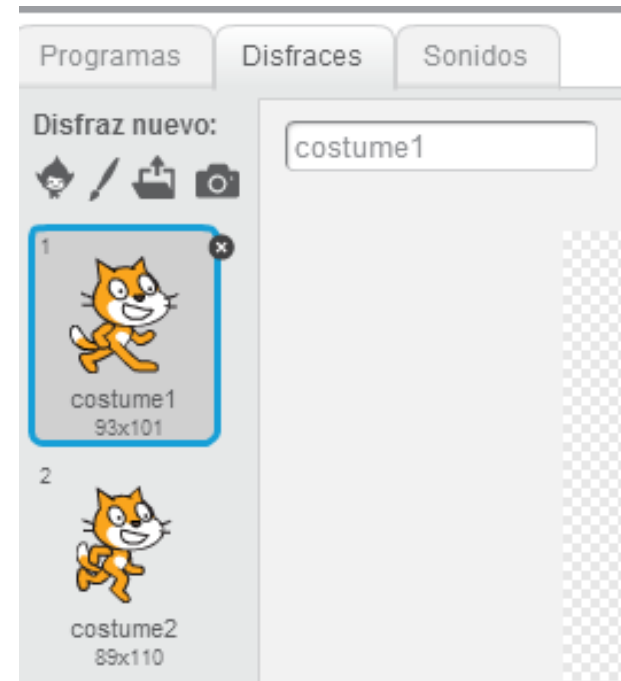 Programas Disfraces Sonidos
Disfraz nuevo:
costume1
1
costume1
93x101
2
costume2
89x110